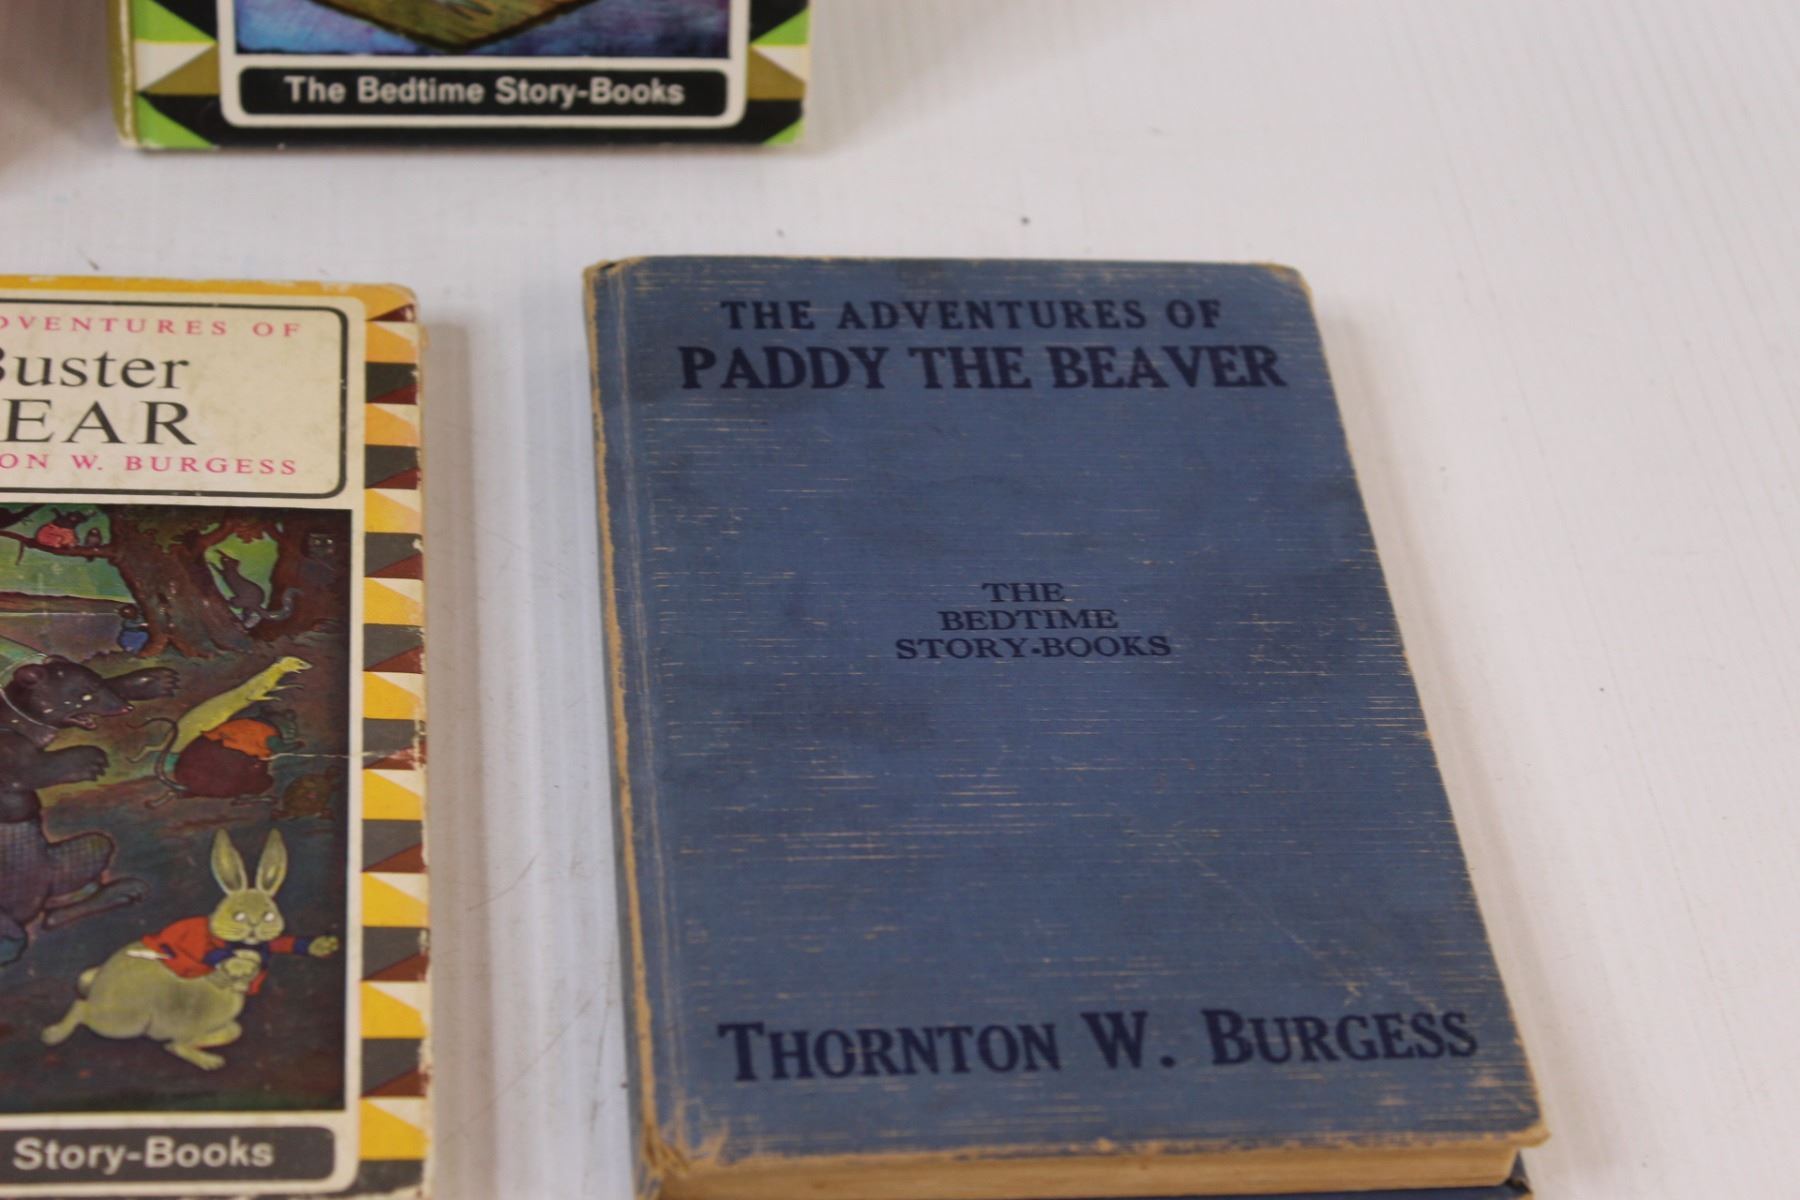 The Bedtime Story-Books
DVENTURES OF
Buster
EAR
ON W. BURGESS
Story-Books
THE ADVENTURES OF
PADDY THE BEAVER
THE
BEDTIME
STORY-BOOKS
THORNTON W. BURGESS